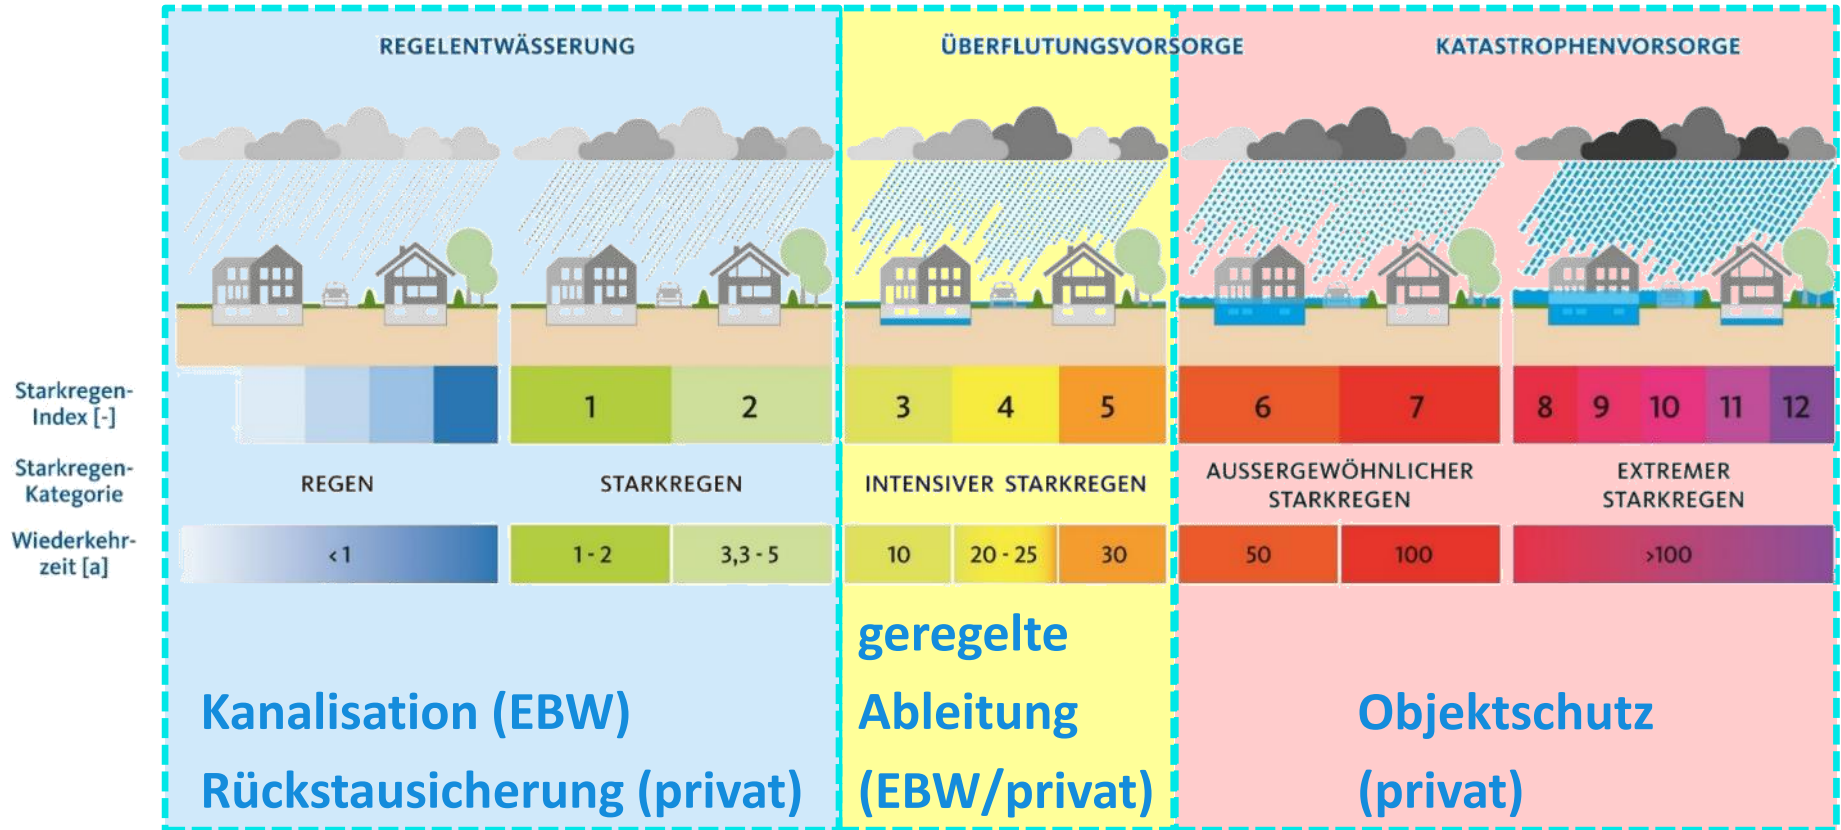 REGELENTWÄSSERUNG
ÜBERFLUTUNGSVORSORGE
KATASTROPHENVORSORGE
Starkregen-
Index [-]
1
2
3
4
5
6
7
8
9
10
11
12
Starkregen-
Kategorie
REGEN
STARKREGEN
INTENSIVER STARKREGEN
AUSSERGEWÖHNLICHER
STARKREGEN
EXTREMER
STARKREGEN
Wiederkehr-
zeit [a]
<1
1 - 2
3,3 - 5
10
20 - 25
30
50
100
>100
Kanalisation (EBW)
Rückstausicherung (privat)
geregelte
Ableitung
(EBW/privat)
Objektschutz
(privat)